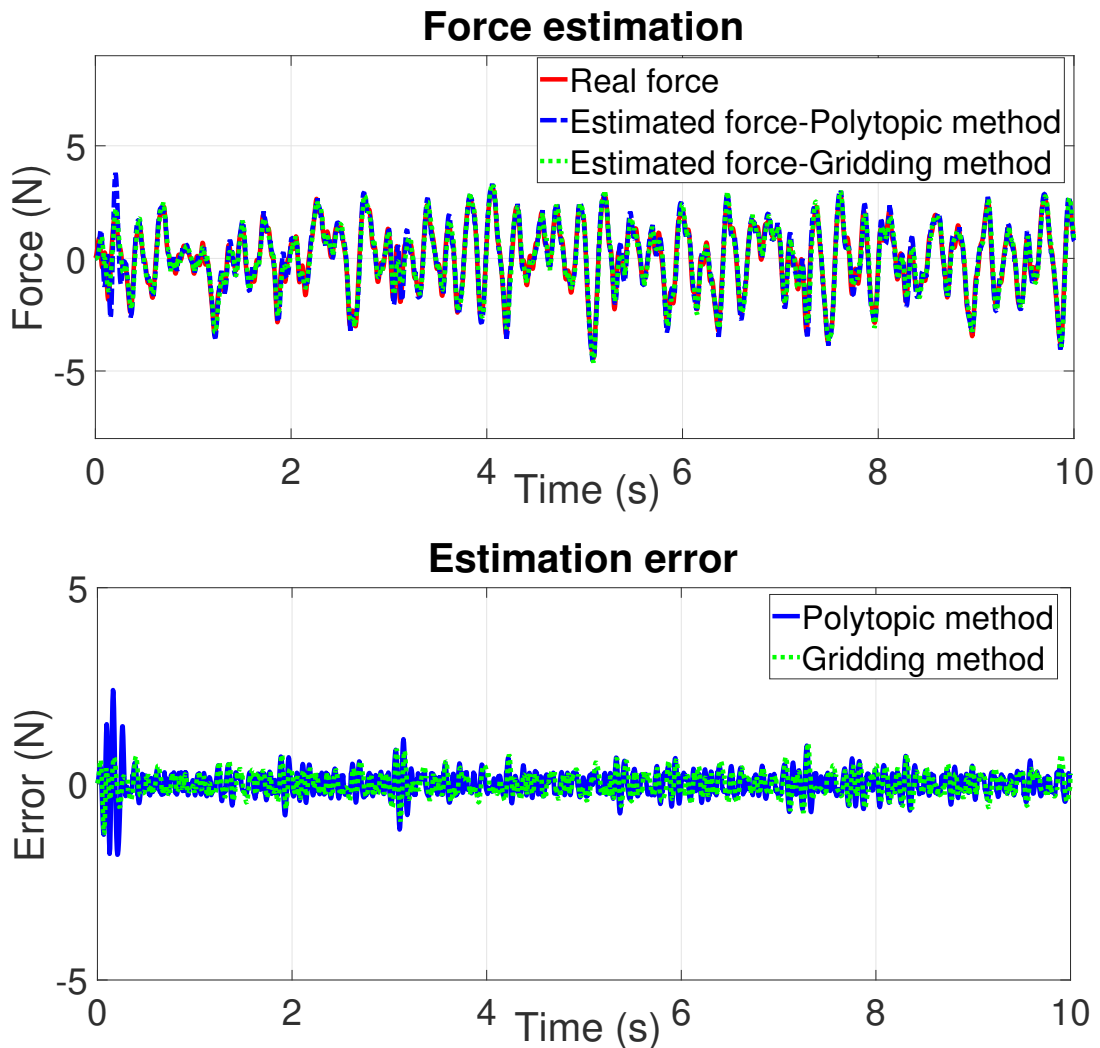 Force estimation
Real force
Estimated force-Polytopic method
Estimated force-Gridding method
Force (N)
5
0
-5
0 2 4 6 8 10
Time (s)
Estimation error
Polytopic method
Gridding method
Error (N)
5
0
-5
0 2 4 6 8 10
Time (s)